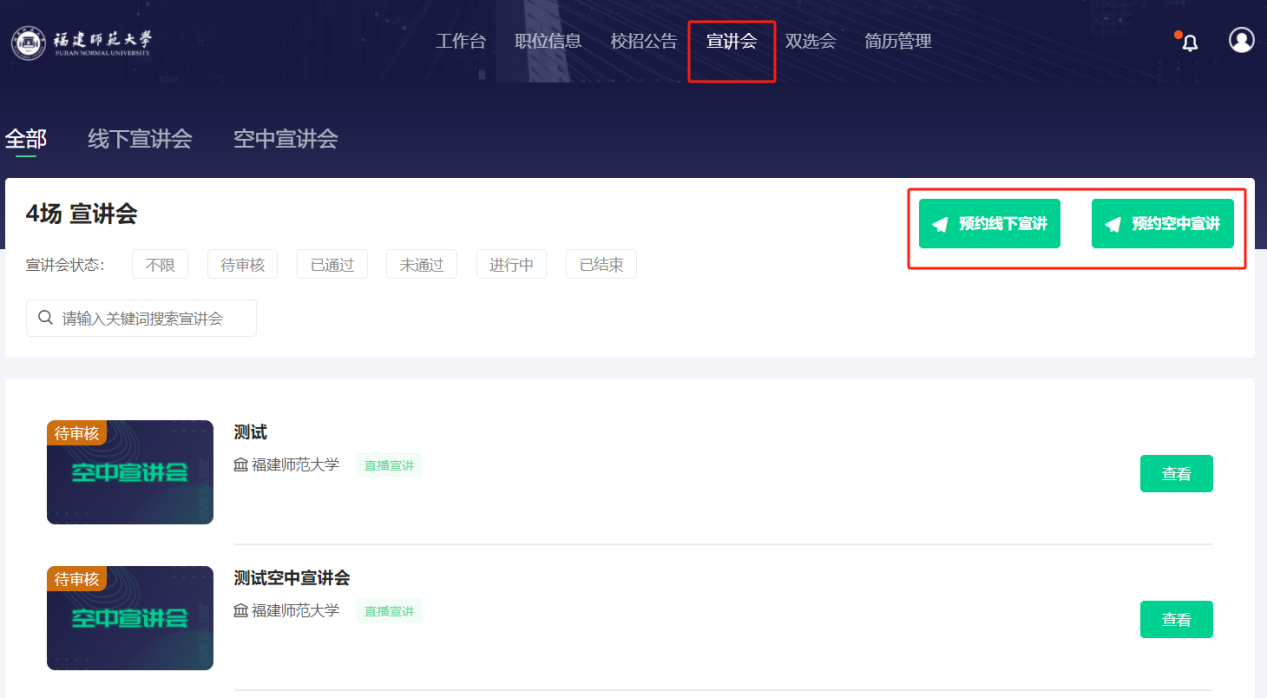 福建师范大学
FUJIAN NORMAL UNIVERSITY
工作台 职位信息 校招公告 宣讲会 双选会 简历管理
全部 线下宣讲会 空中宣讲会
4场 宣讲会
预约线下宣讲 预约空中宣讲
宣讲会状态： 不限 待审核 已通过 未通过 进行中 已结束
请输入关键词搜索宣讲会
待审核
空中宣讲会
测试
福建师范大学 直播宣讲
查看
待审核
空中宣讲会
测试空中宣讲会
福建师范大学 直播宣讲
查看